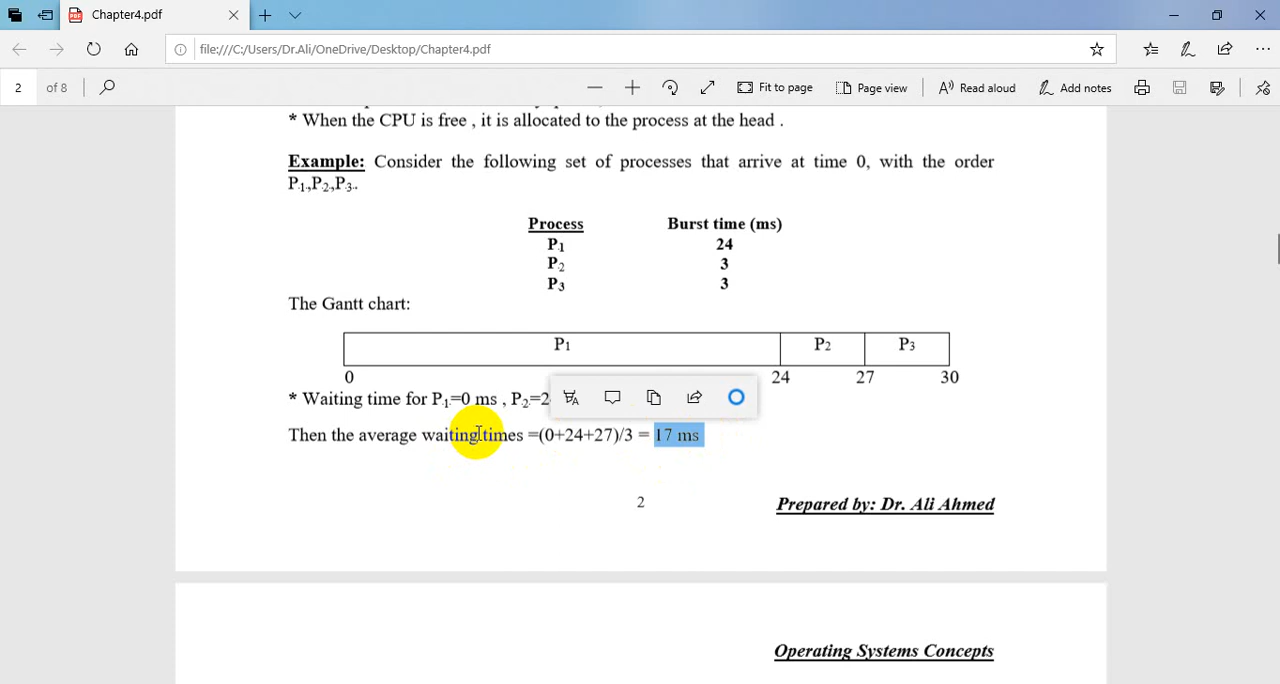 Chapter4.pdf
file:///C:/Users/Dr.Ali/OneDrive/Desktop/Chapter4.pdf
2 of 8 Fit to page Page view Read aloud Add notes
* When the CPU is free , it is allocated to the process at the head .
Example: Consider the following set of processes that arrive at time 0, with the order
P1,P2,P3.
Process Burst time (ms)
P1 24
P2 3
P3 3
The Gantt chart:
P1 P2 P3
0 24 27 30
* Waiting time for P1=0 ms , P2=2
Then the average waiting times =(0+24+27)/3 = 17 ms
2
Prepared by: Dr. Ali Ahmed
Operating Systems Concepts